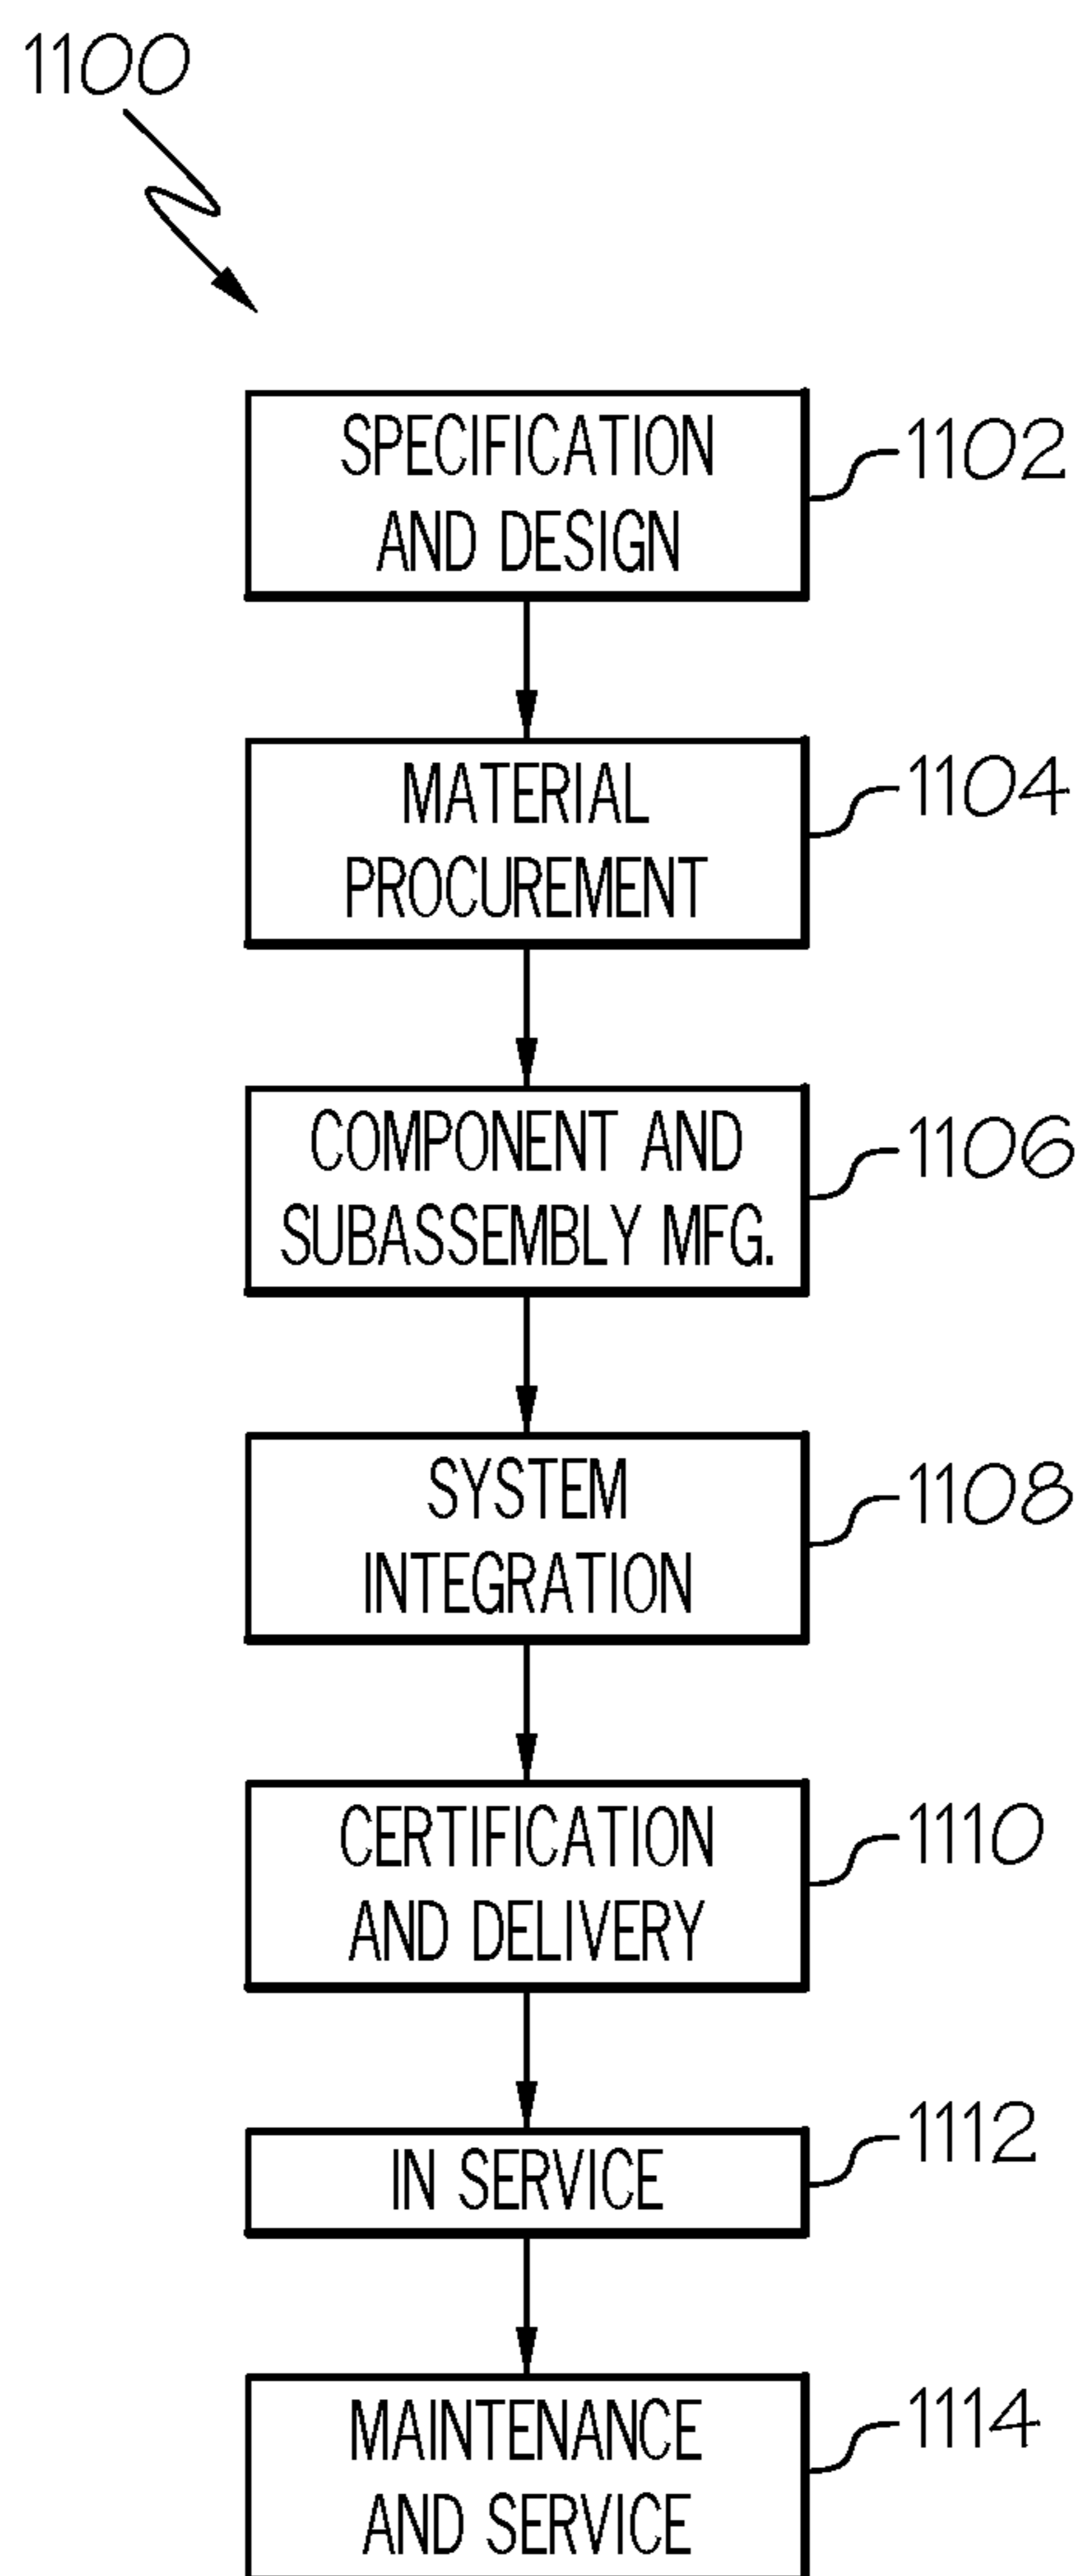 1100
SPECIFICATION
AND DESIGN
1102
MATERIAL
PROCUREMENT
1104
COMPONENT AND
SUBASSEMBLY MFG.
1106
SYSTEM
INTEGRATION
1108
CERTIFICATION
AND DELIVERY
1110
IN SERVICE
1112
MAINTENANCE
AND SERVICE
1114